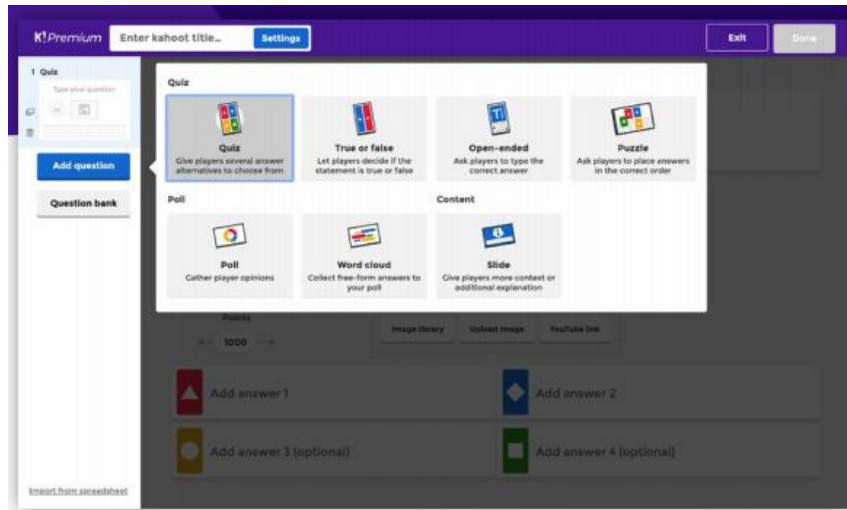 K! Premium
Enter kahoot title…
Settings
Exit
Done
1 Quiz
Type your question
Add question
Question bank
Import from spreadsheet
Quiz
Quiz
Give players several answer
alternatives to choose from
True or false
Let players decide if the
statement is true or false
Open-ended
Ask players to type the
correct answer
Puzzle
Ask players to place answers
in the correct order
Poll
Poll
Gather player opinions
Word cloud
Collect free-form answers to
your poll
Content
Slide
Give players more context or
additional explanation
Points
1000
Image library
Upload image
YouTube link
Add answer 1
Add answer 2
Add answer 3 (optional)
Add answer 4 (optional)